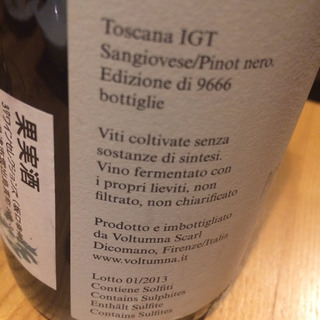 Toscana IGT
Sangiovese/Pinot nero.
Edizione di 9666
bottiglie
Viti coltivate senza
sostanze di sintesi.
Vino fermentato con
i propri lieviti, non
filtrato, non chiarificato
Prodotto e imbottigliato
da Voltumna Scarl
Dicomano, Firenze/Italia
www.voltumna.it
Lotto 01/2013
Contiene Solfiti
Contains Sulphites
Enthält Sulfite
Contains Sulfites
果実酒